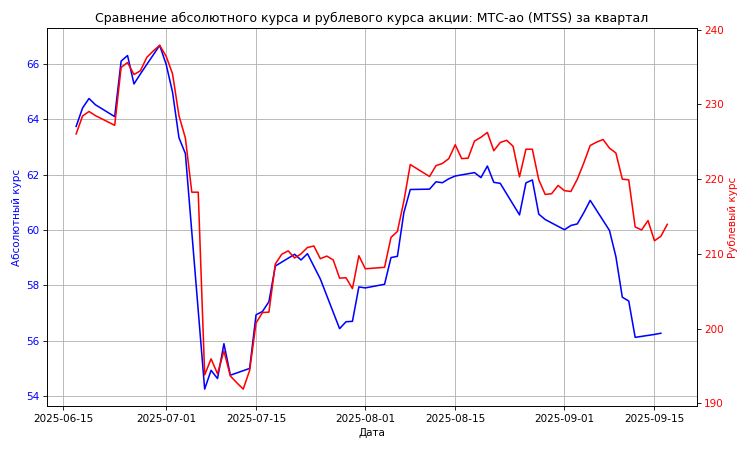 Сравнение абсолютного курса и рублевого курса акции: МТС-ао (MTSS) за квартал
240
66
230
64
62
220
Абсолютный курс
Рублевый курс
60
210
58
56
200
54
190
2025-06-15 2025-07-01 2025-07-15 2025-08-01 2025-08-15 2025-09-01 2025-09-15
Дата